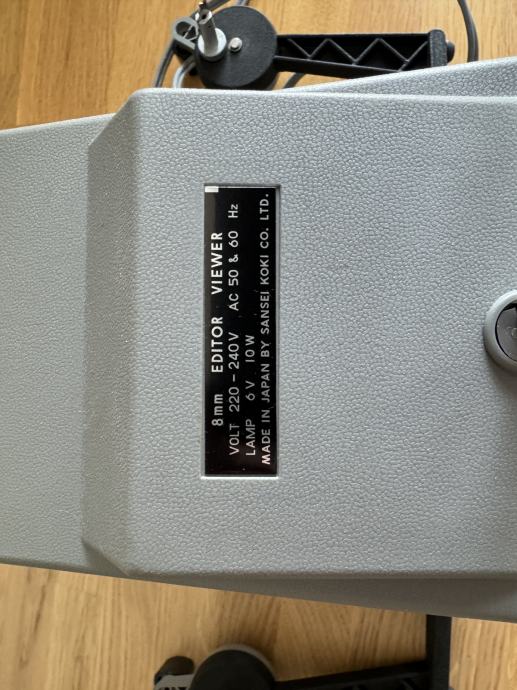 8mm EDITOR VIEWER
VOLT 220-240V AC 50 & 60 Hz
LAMP 6V 10W
MADE IN JAPAN BY SANSEI KOKI CO. LTD.